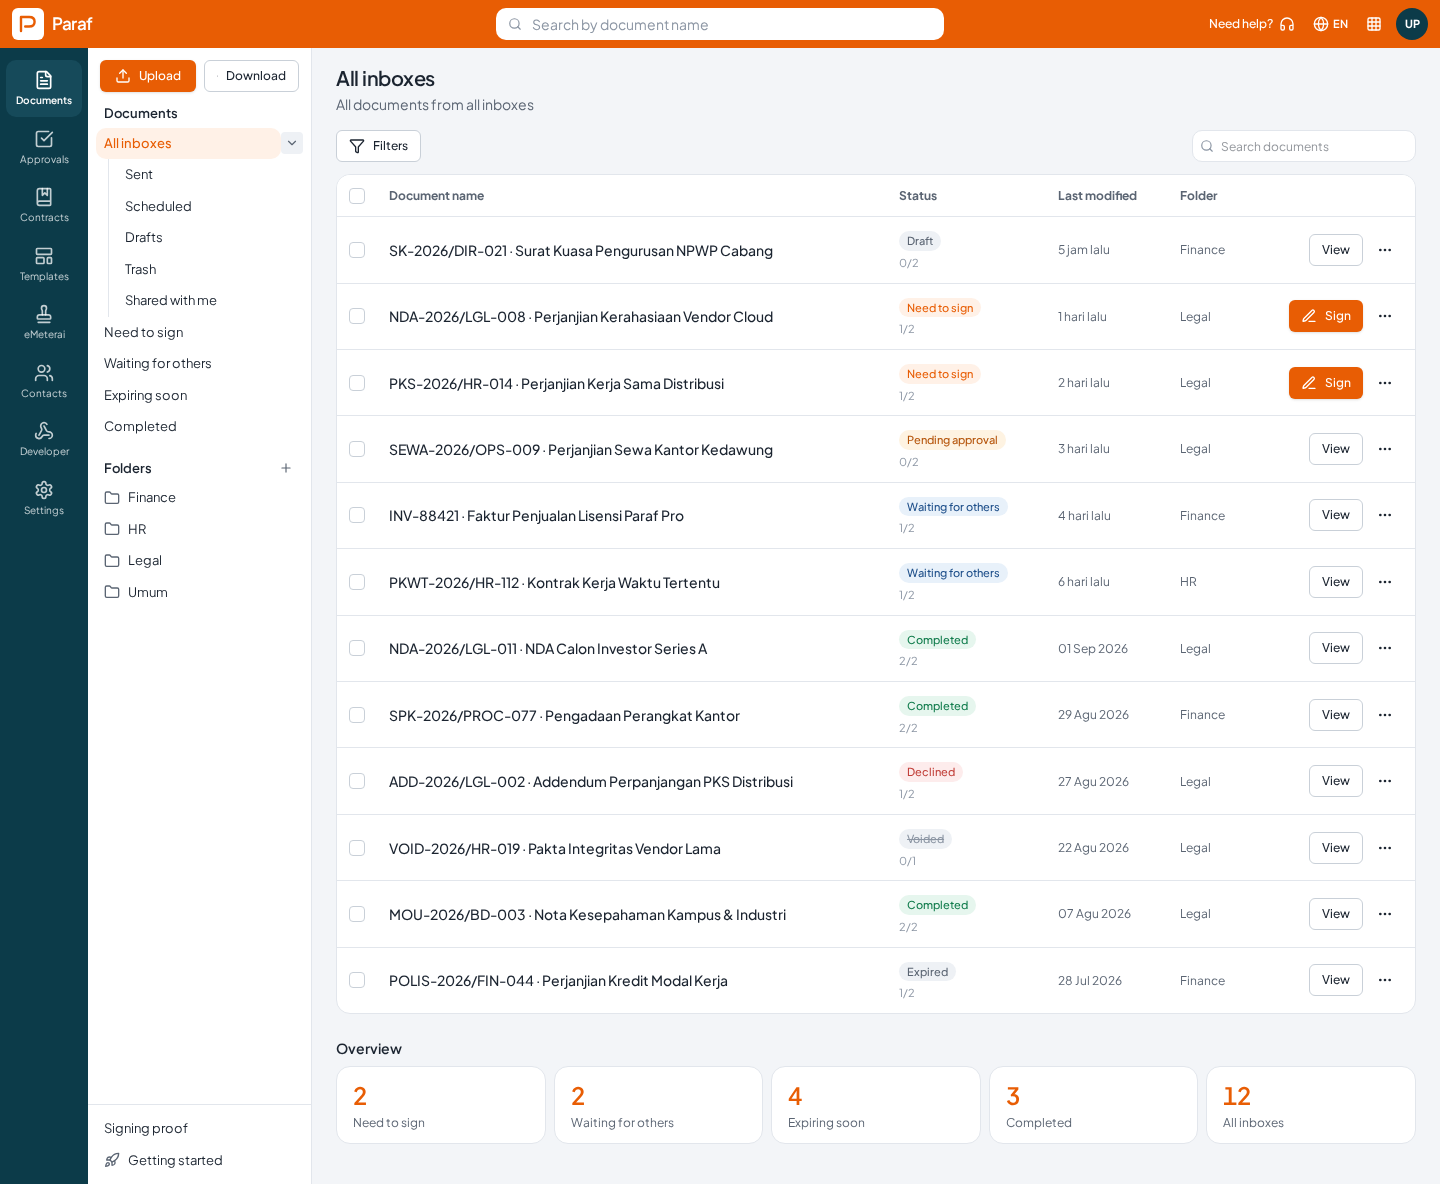 Paraf
Search by document name
Need help?
EN
UP
Documents
Approvals
Contracts
Templates
eMeterai
Contacts
Developer
Settings
Upload
Download
Documents
All inboxes
Sent
Scheduled
Drafts
Trash
Shared with me
Need to sign
Waiting for others
Expiring soon
Completed
Folders
Finance
HR
Legal
Umum
Signing proof
Getting started
All inboxes
All documents from all inboxes
Filters
Search documents
Document name Status Last modified Folder
SK-2026/DIR-021 · Surat Kuasa Pengurusan NPWP Cabang Draft 0/2 5 jam lalu Finance View
NDA-2026/LGL-008 · Perjanjian Kerahasiaan Vendor Cloud Need to sign 1/2 1 hari lalu Legal Sign
PKS-2026/HR-014 · Perjanjian Kerja Sama Distribusi Need to sign 1/2 2 hari lalu Legal Sign
SEWA-2026/OPS-009 · Perjanjian Sewa Kantor Kedawung Pending approval 0/2 3 hari lalu Legal View
INV-88421 · Faktur Penjualan Lisensi Paraf Pro Waiting for others 1/2 4 hari lalu Finance View
PKWT-2026/HR-112 · Kontrak Kerja Waktu Tertentu Waiting for others 1/2 6 hari lalu HR View
NDA-2026/LGL-011 · NDA Calon Investor Series A Completed 2/2 01 Sep 2026 Legal View
SPK-2026/PROC-077 · Pengadaan Perangkat Kantor Completed 2/2 29 Agu 2026 Finance View
ADD-2026/LGL-002 · Addendum Perpanjangan PKS Distribusi Declined 1/2 27 Agu 2026 Legal View
VOID-2026/HR-019 · Pakta Integritas Vendor Lama Voided 0/1 22 Agu 2026 Legal View
MOU-2026/BD-003 · Nota Kesepahaman Kampus & Industri Completed 2/2 07 Agu 2026 Legal View
POLIS-2026/FIN-044 · Perjanjian Kredit Modal Kerja Expired 1/2 28 Jul 2026 Finance View
Overview
2
Need to sign
2
Waiting for others
4
Expiring soon
3
Completed
12
All inboxes